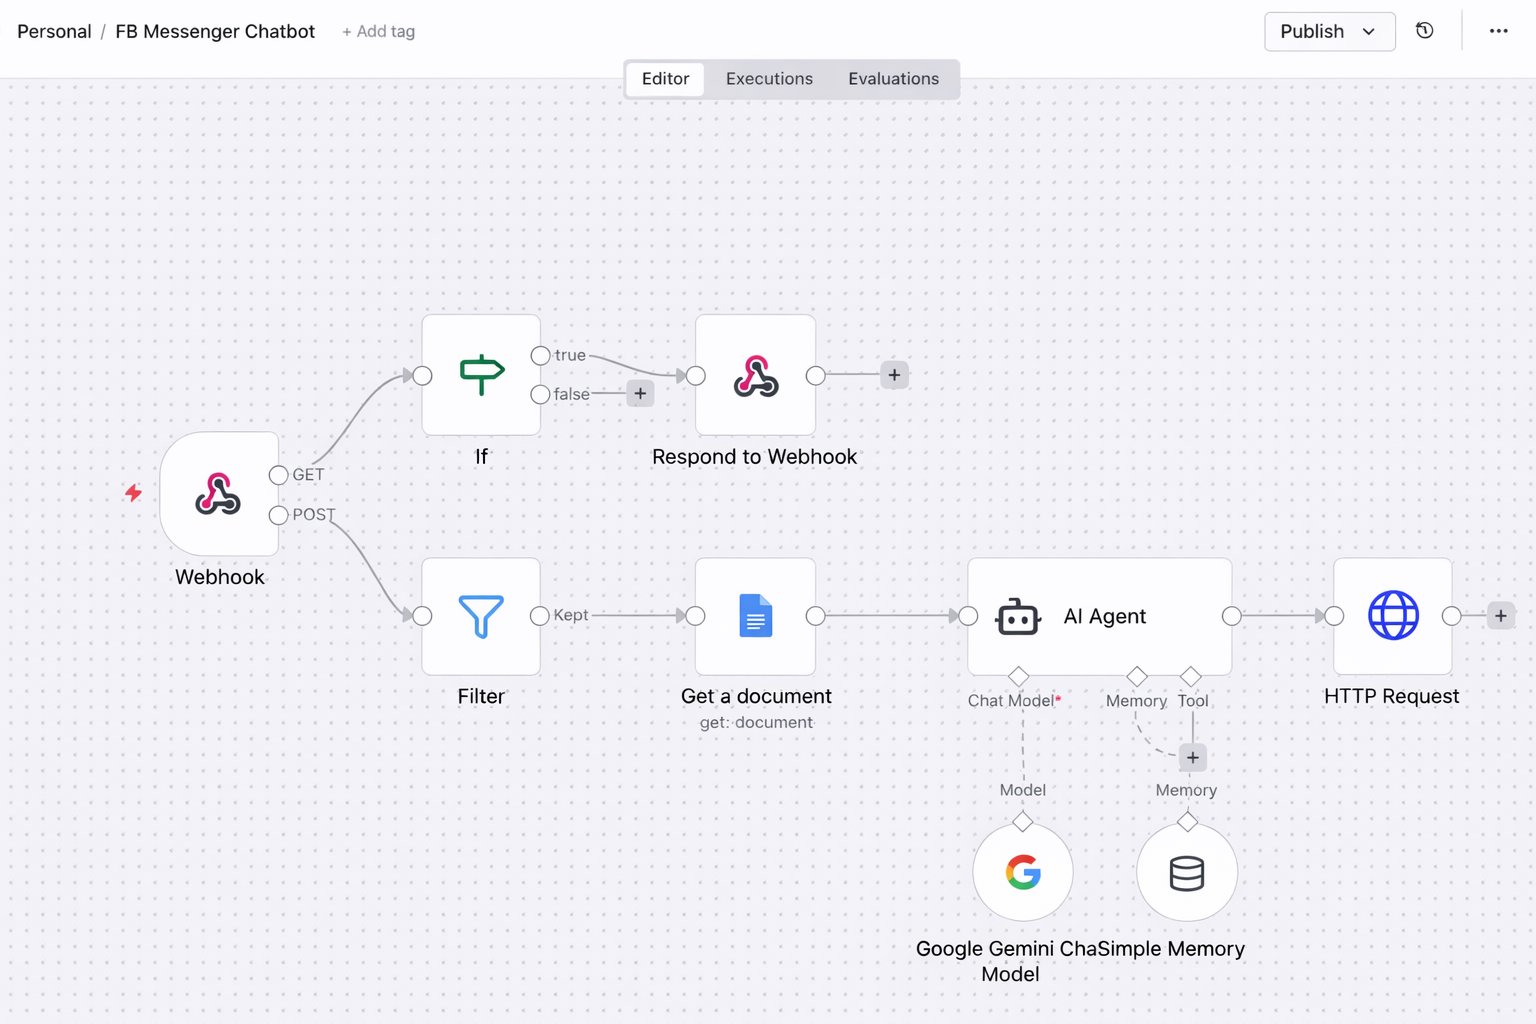 Personal / FB Messenger Chatbot + Add tag
Publish
Editor Executions Evaluations
true
false
If
Respond to Webhook
GET
POST
Webhook
Kept
Filter
Get a document
get: document
AI Agent
Chat Model*
Memory
Tool
HTTP Request
Model
Memory
Google Gemini Cha
Model
Simple Memory